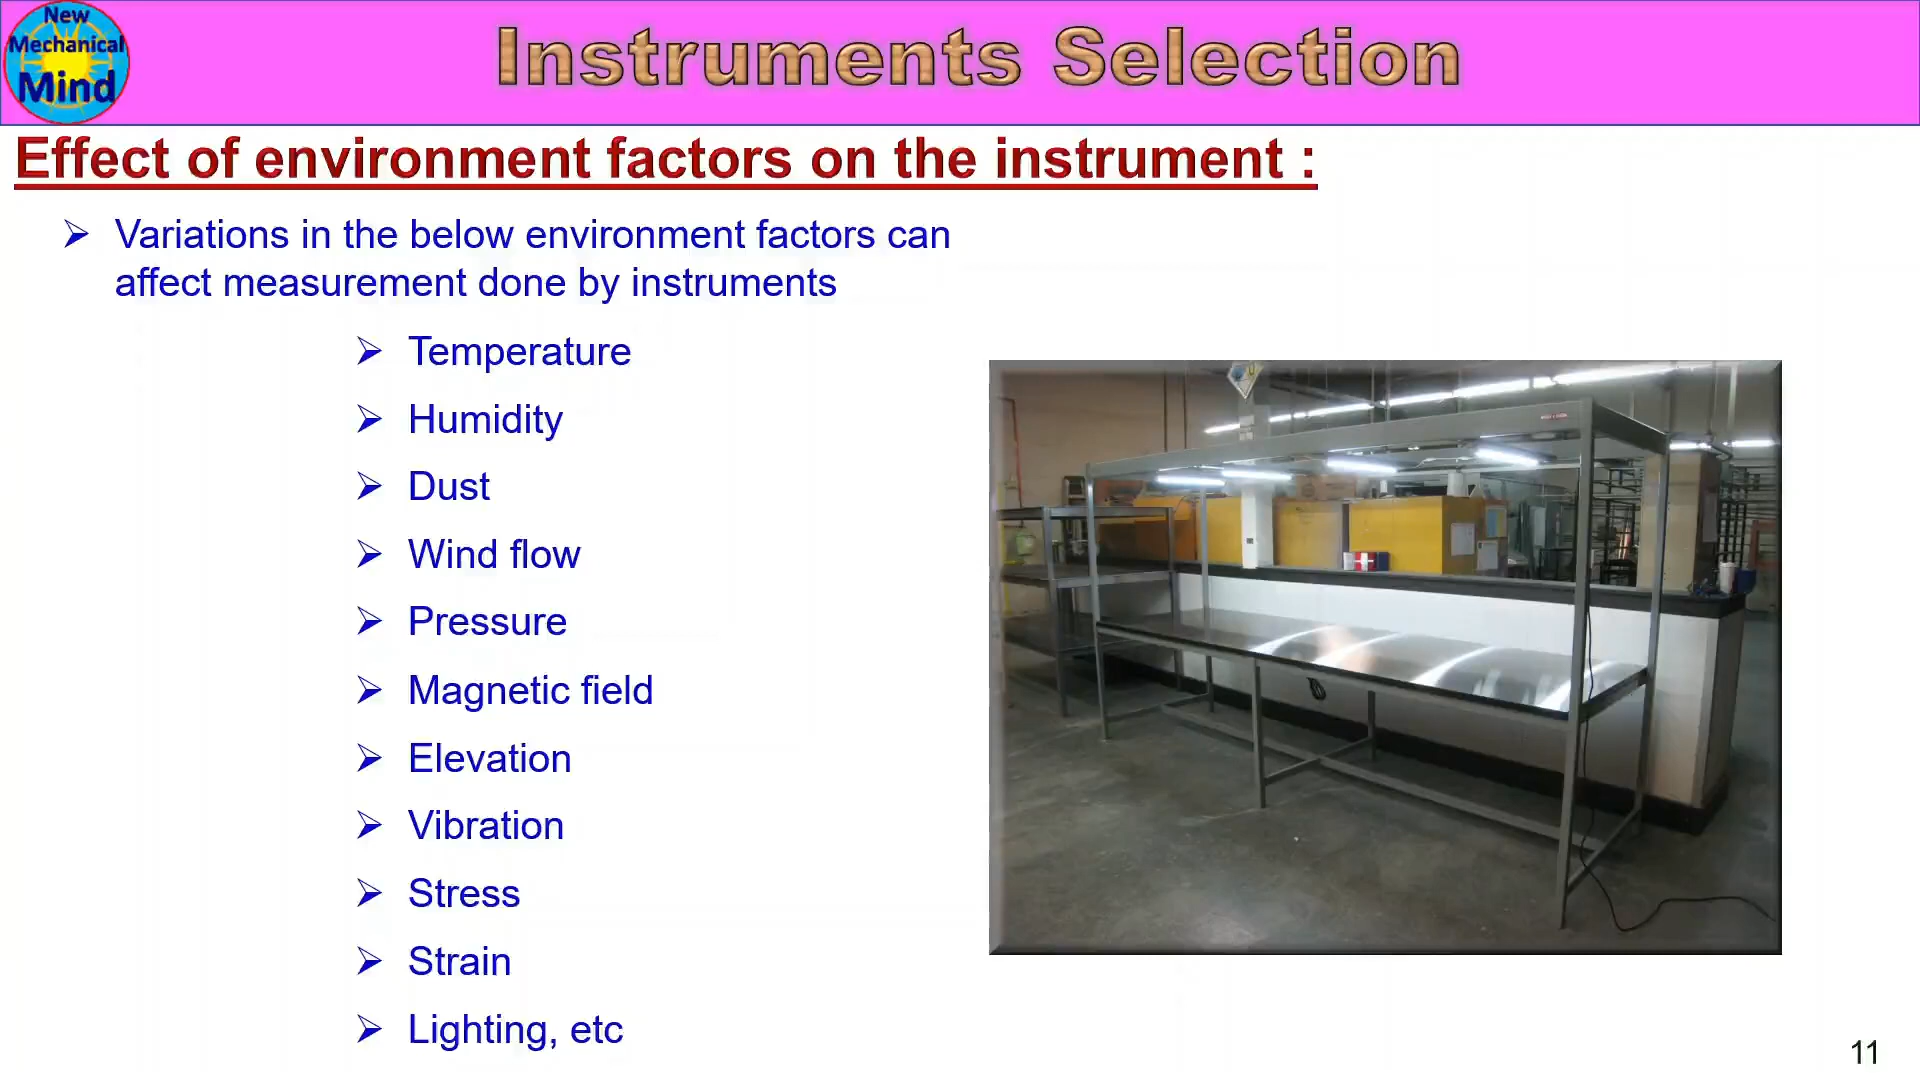 New
Mechanical
Mind
Instruments Selection
Effect of environment factors on the instrument :
Variations in the below environment factors can
affect measurement done by instruments
Temperature
Humidity
Dust
Wind flow
Pressure
Magnetic field
Elevation
Vibration
Stress
Strain
Lighting, etc
11